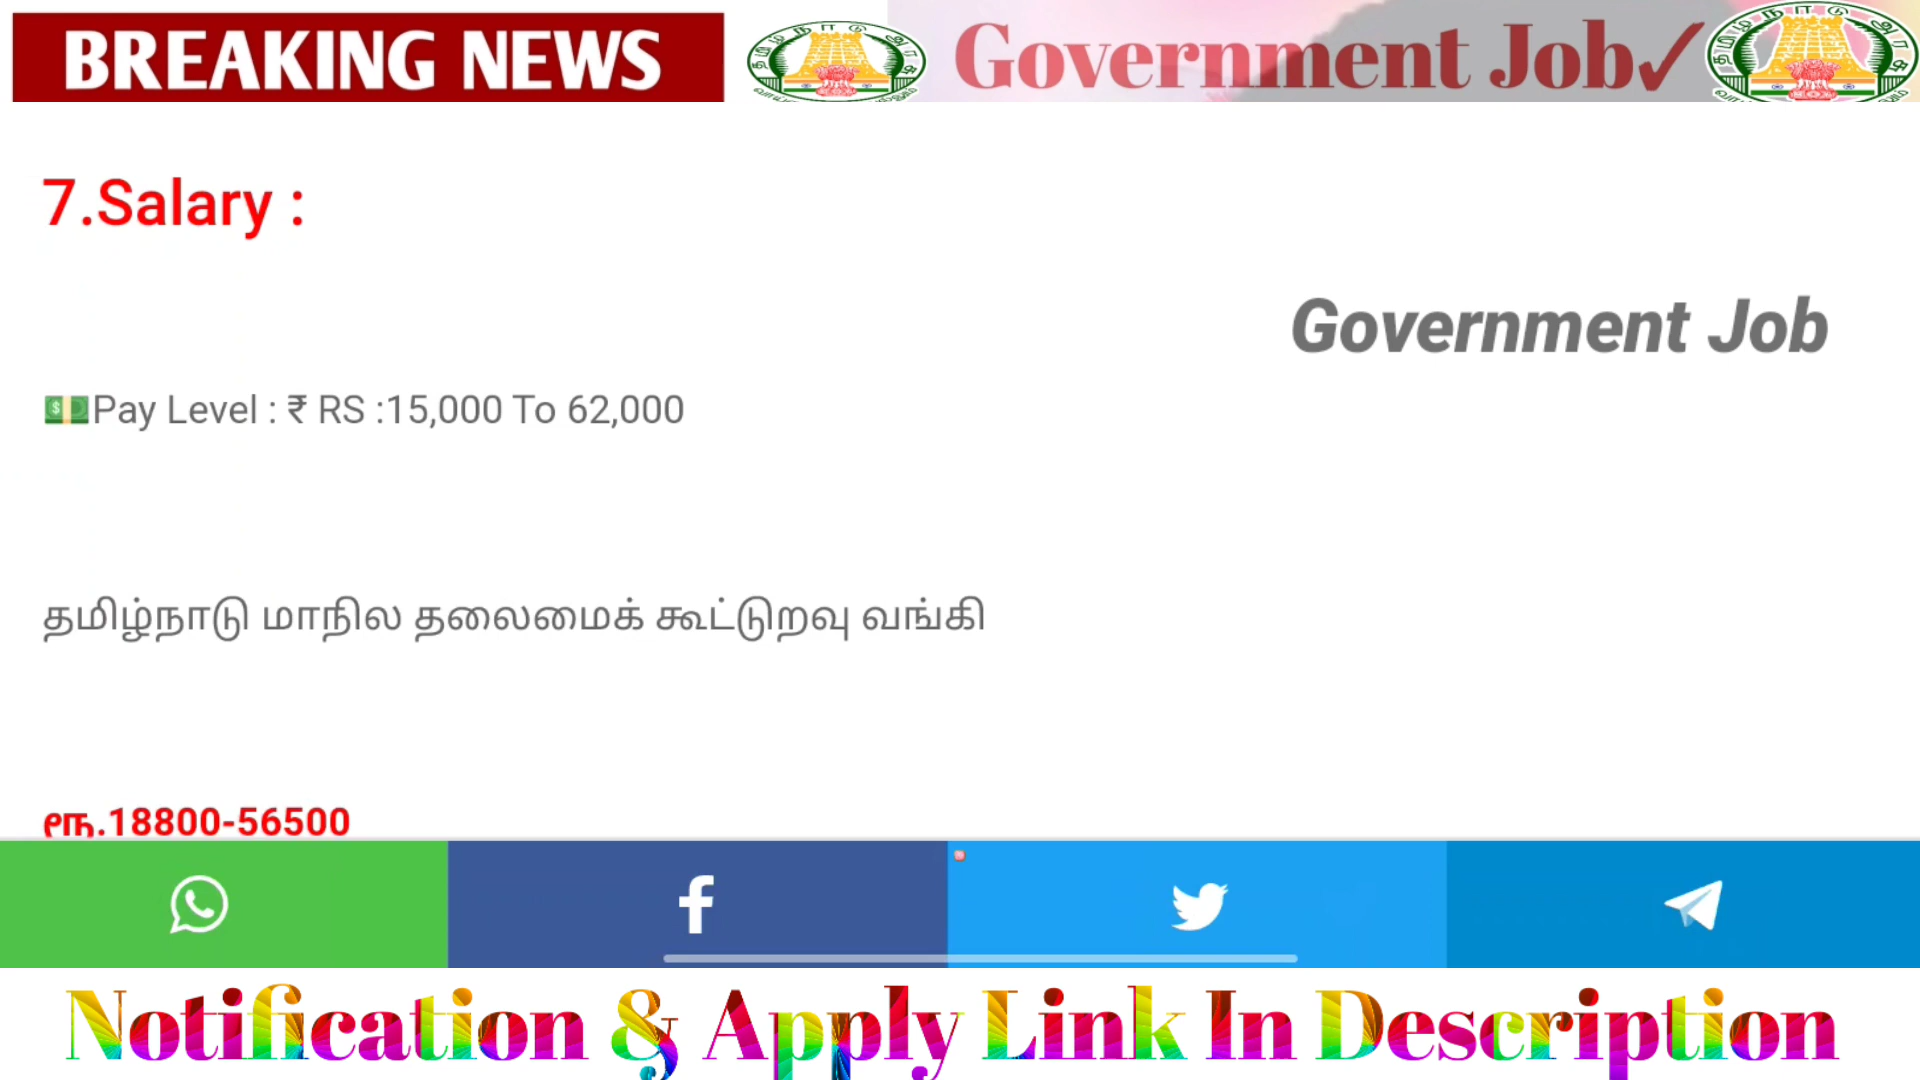 BREAKING NEWS
Government Job✓
7.Salary :
Government Job
💵Pay Level : ₹ RS :15,000 To 62,000
தமிழ்நாடு மாநில தலைமைக் கூட்டுறவு வங்கி
ரூ.18800-56500
Notification & Apply Link In Description